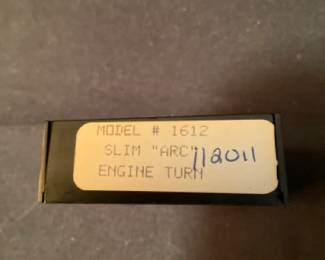 MODEL # 1612
SLIM "ARC"
112011
ENGINE TURN